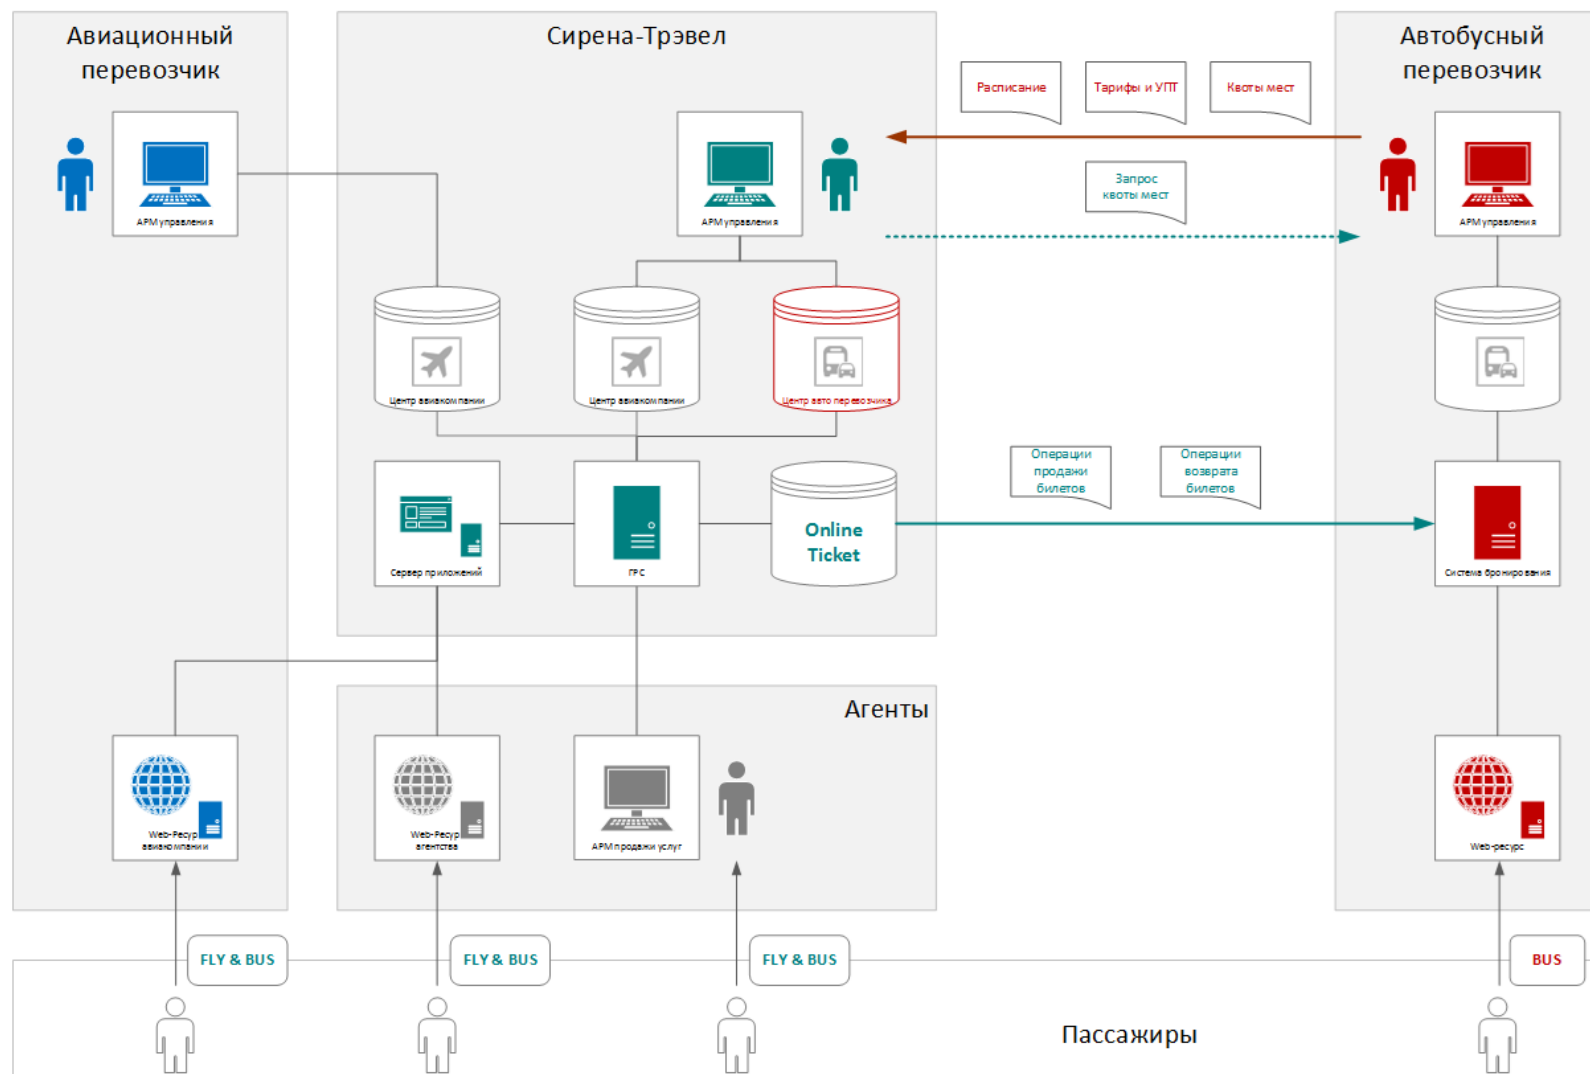 Авиационный
перевозчик
Сирена-Трэвел
Автобусный
перевозчик
Расписание
Тарифы и УПТ
Квоты мест
Запрос
квоты мест
АРМ управления
АРМ управления
АРМ управления
Центр авиакомпании
Центр авиакомпании
Центр авто перевозчика
Операции
продажи
билетов
Операции
возврата
билетов
Online
Ticket
Сервер приложений
ГРС
Система бронирования
Агенты
Web-Ресур
авиакомпании
Web-Ресур
агентства
АРМ продажи услуг
Web-ресурс
FLY & BUS
FLY & BUS
FLY & BUS
BUS
Пассажиры